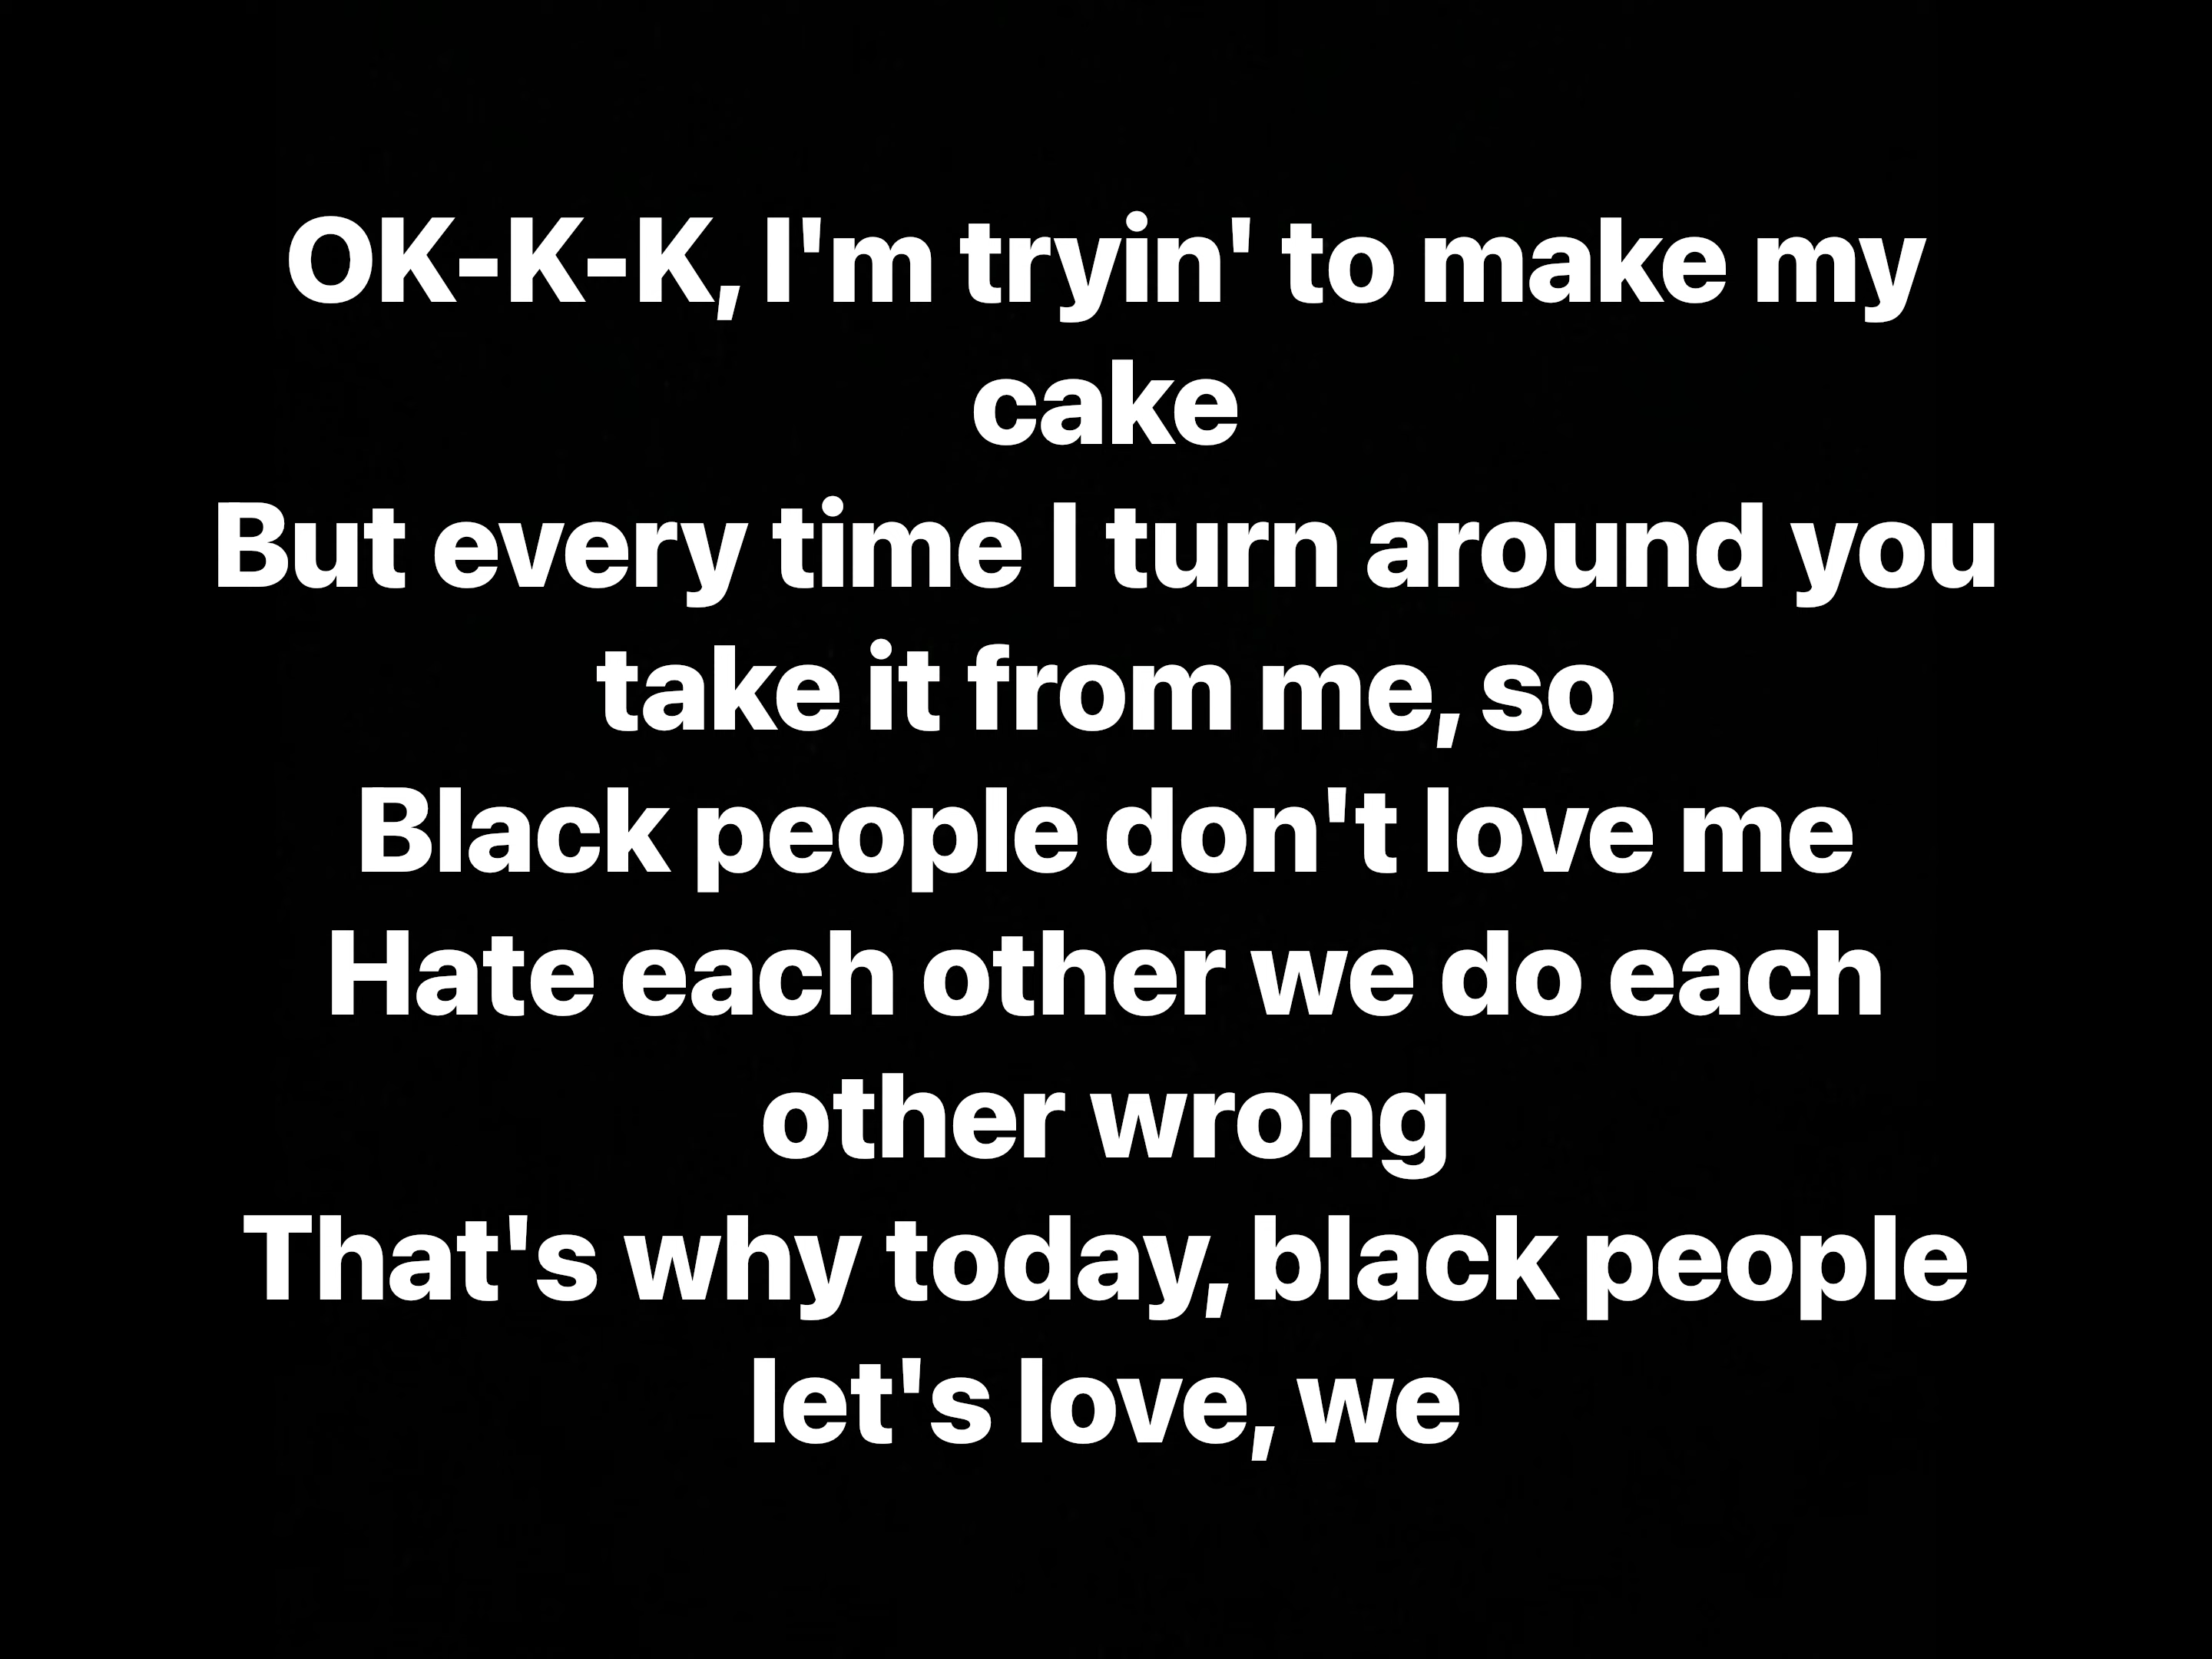 OK-K-K, I'm tryin' to make my
cake
But every time I turn around you
take it from me, so
Black people don't love me
Hate each other we do each
other wrong
That's why today, black people
let's love, we